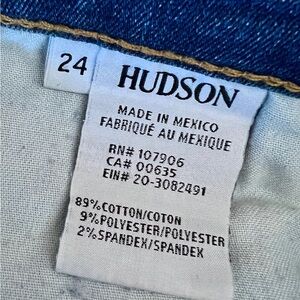 24
HUDSON
MADE IN MEXICO
FABRIQUÉ AU MEXIQUE
RN# 107906
CA# 00635
EIN# 20-3082491
89%COTTON/COTON
9%POLYESTER/POLYESTER
2%SPANDEX/SPANDEX